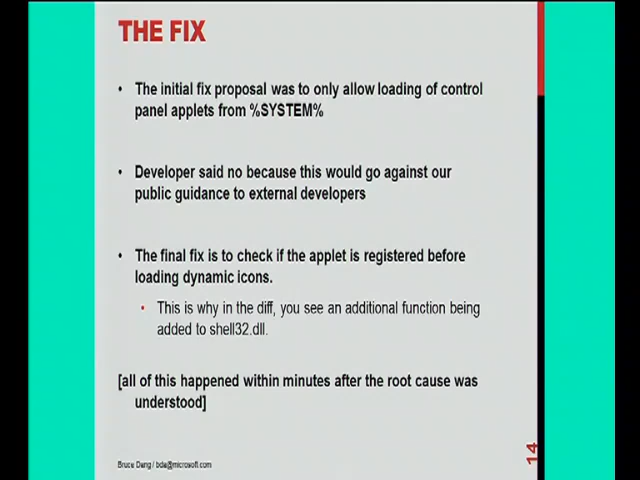 THE FIX
• The initial fix proposal was to only allow loading of control
panel applets from %SYSTEM%
• Developer said no because this would go against our
public guidance to external developers
• The final fix is to check if the applet is registered before
loading dynamic icons.
• This is why in the diff, you see an additional function being
added to shell32.dll.
[all of this happened within minutes after the root cause was
understood]
Bruce Dang / bda@microsoft.com
14